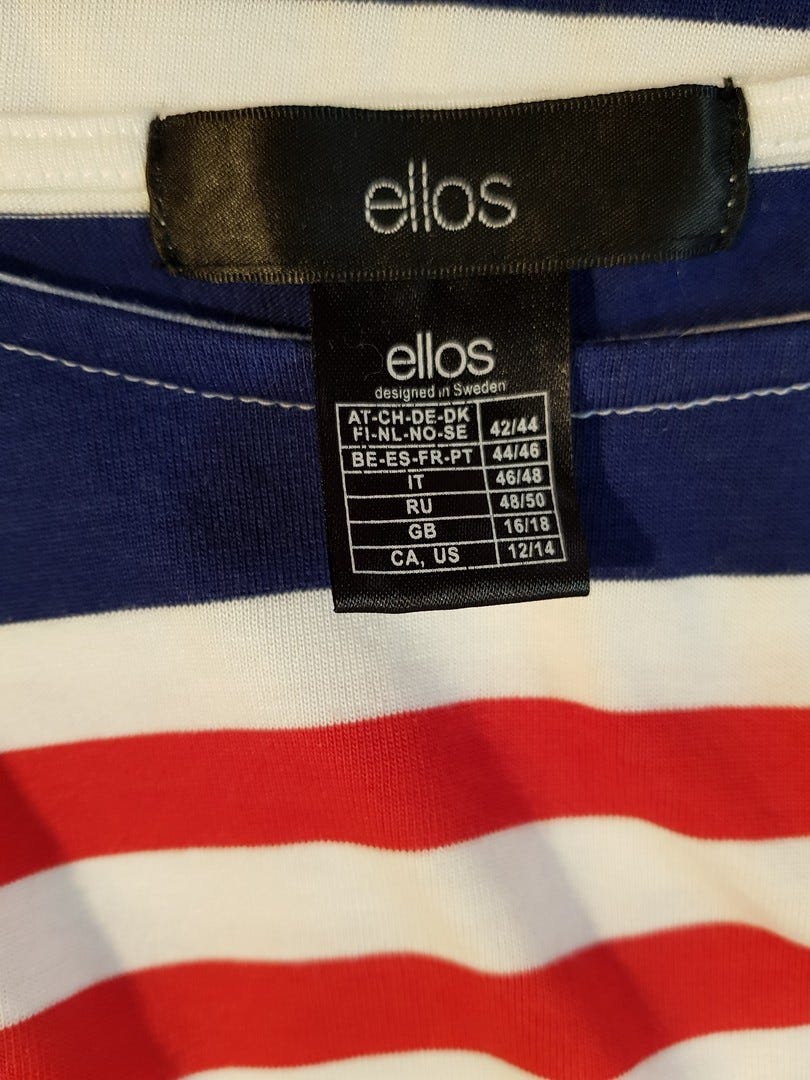 ellos
ellos
designed in Sweden
AT-CH-DE-DK
FI-NL-NO-SE 42/44
BE-ES-FR-PT 44/46
IT 46/48
RU 48/50
GB 16/18
CA, US 12/14